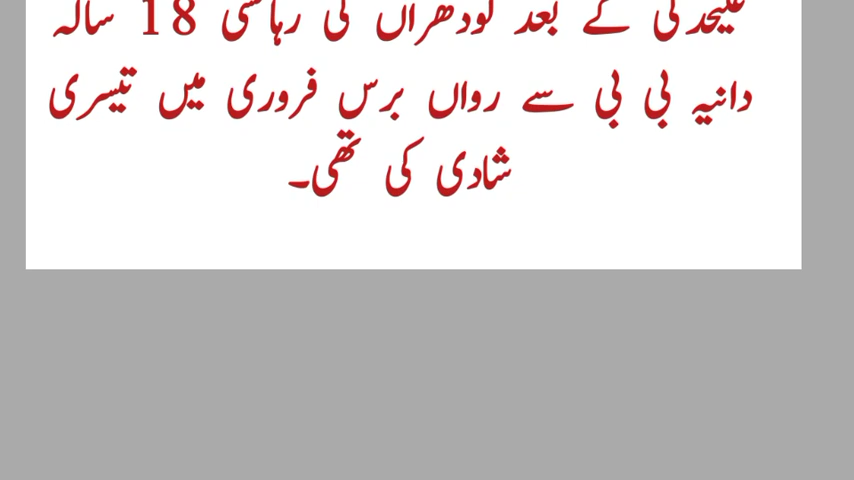 علیحدگی کے بعد لودھراں کی رہائشی 18 سالہ
دانیہ بی بی سے رواں برس فروری میں تیسری
شادی کی تھی۔